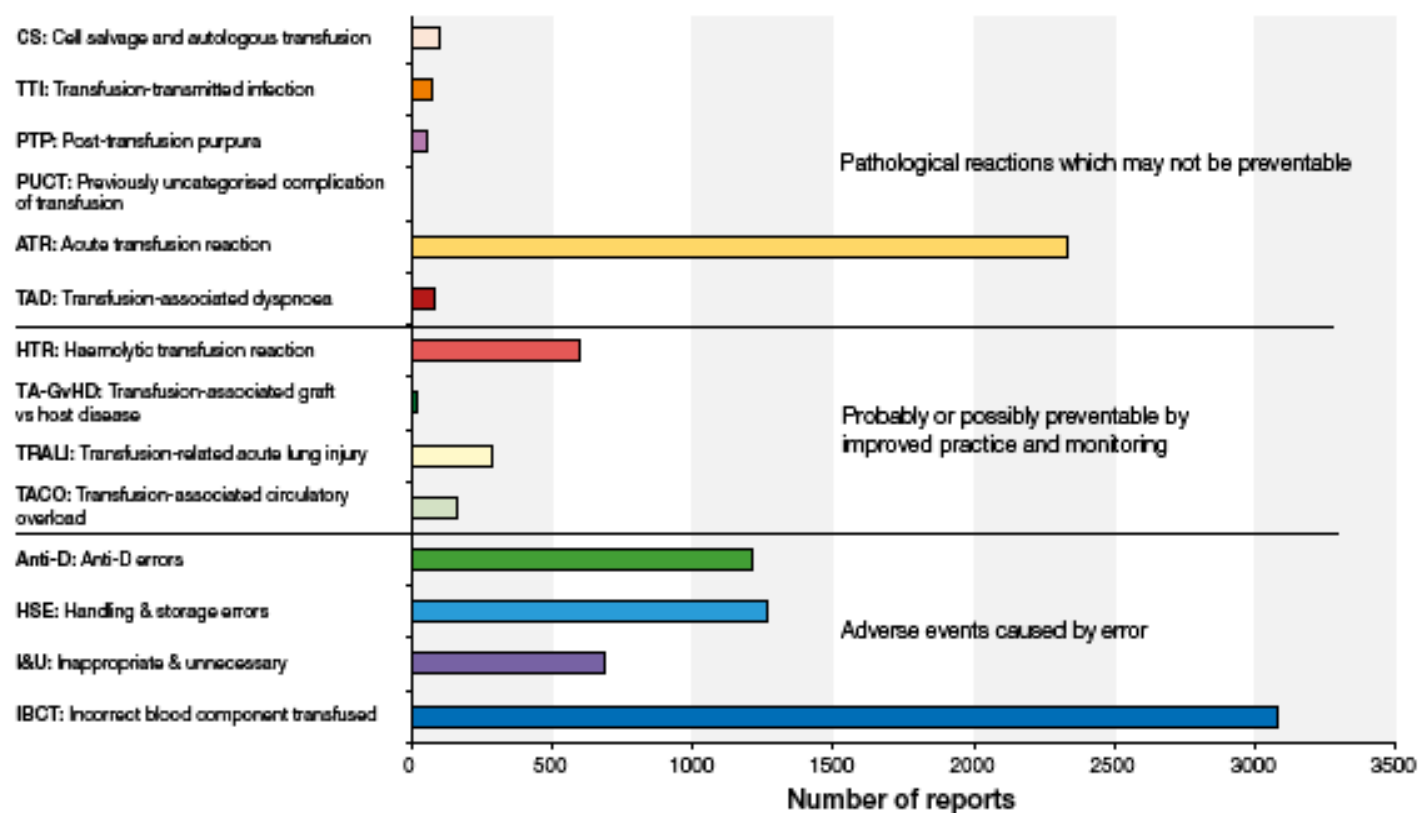 CS: Cell salvage and autologous transfusion
TTI: Transfusion-transmitted infection
PTP: Post-transfusion purpura
PUCT: Previously uncategorised complication
of transfusion
ATR: Acute transfusion reaction
TAD: Transfusion-associated dyspnoea
Pathological reactions which may not be preventable
HTR: Haemolytic transfusion reaction
TA-GvHD: Transfusion-associated graft
vs host disease
TRALI: Transfusion-related acute lung injury
TACO: Transfusion-associated circulatory
overload
Probably or possibly preventable by
improved practice and monitoring
Anti-D: Anti-D errors
HSE: Handling & storage errors
I&U: Inappropriate & unnecessary
IBCT: Incorrect blood component transfused
Adverse events caused by error
0 500 1000 1500 2000 2500 3000 3500
Number of reports